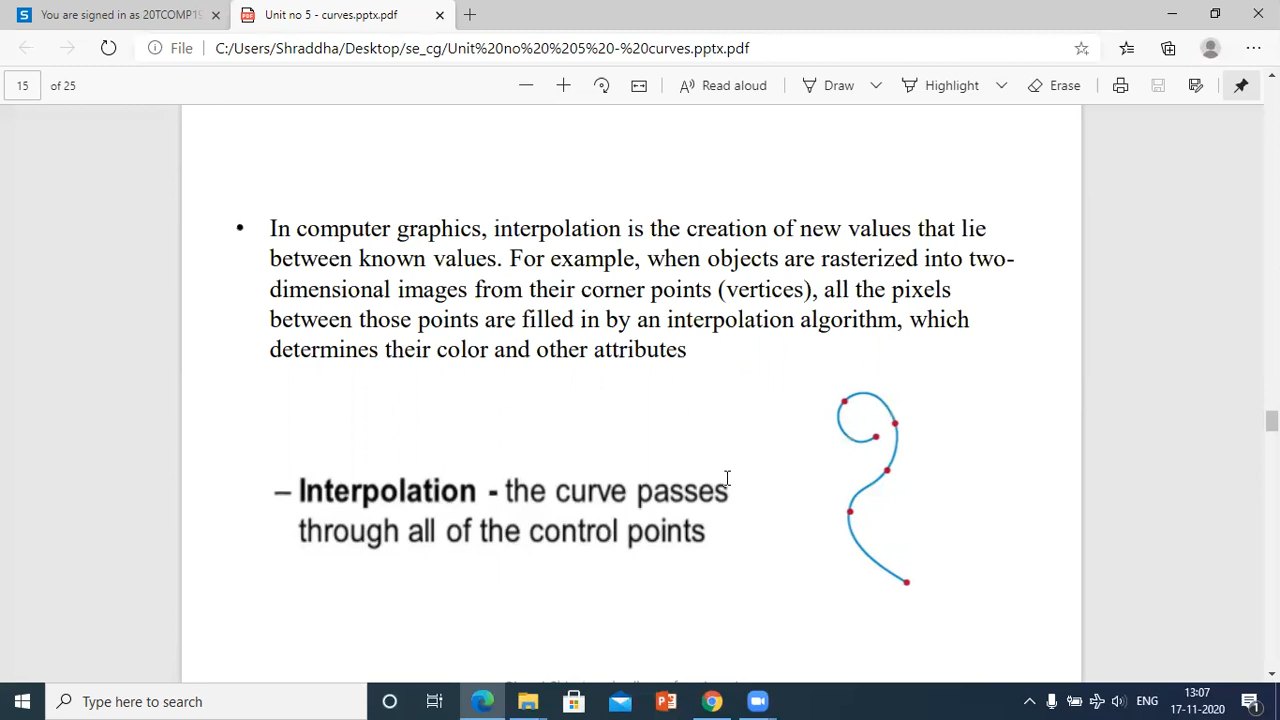 You are signed as 20TCOMP15
Unit no 5 - curves.pptx.pdf
File
C:/Users/Shraddha/Desktop/se_cg/Unit%20no%20%205%20-%20curves.pptx.pdf
15 of 25
Read aloud
Draw
Highlight
Erase
• In computer graphics, interpolation is the creation of new values that lie
between known values. For example, when objects are rasterized into two-
dimensional images from their corner points (vertices), all the pixels
between those points are filled in by an interpolation algorithm, which
determines their color and other attributes
– Interpolation - the curve passes
through all of the control points
Type here to search
ENG
13:07
17-11-2020
1